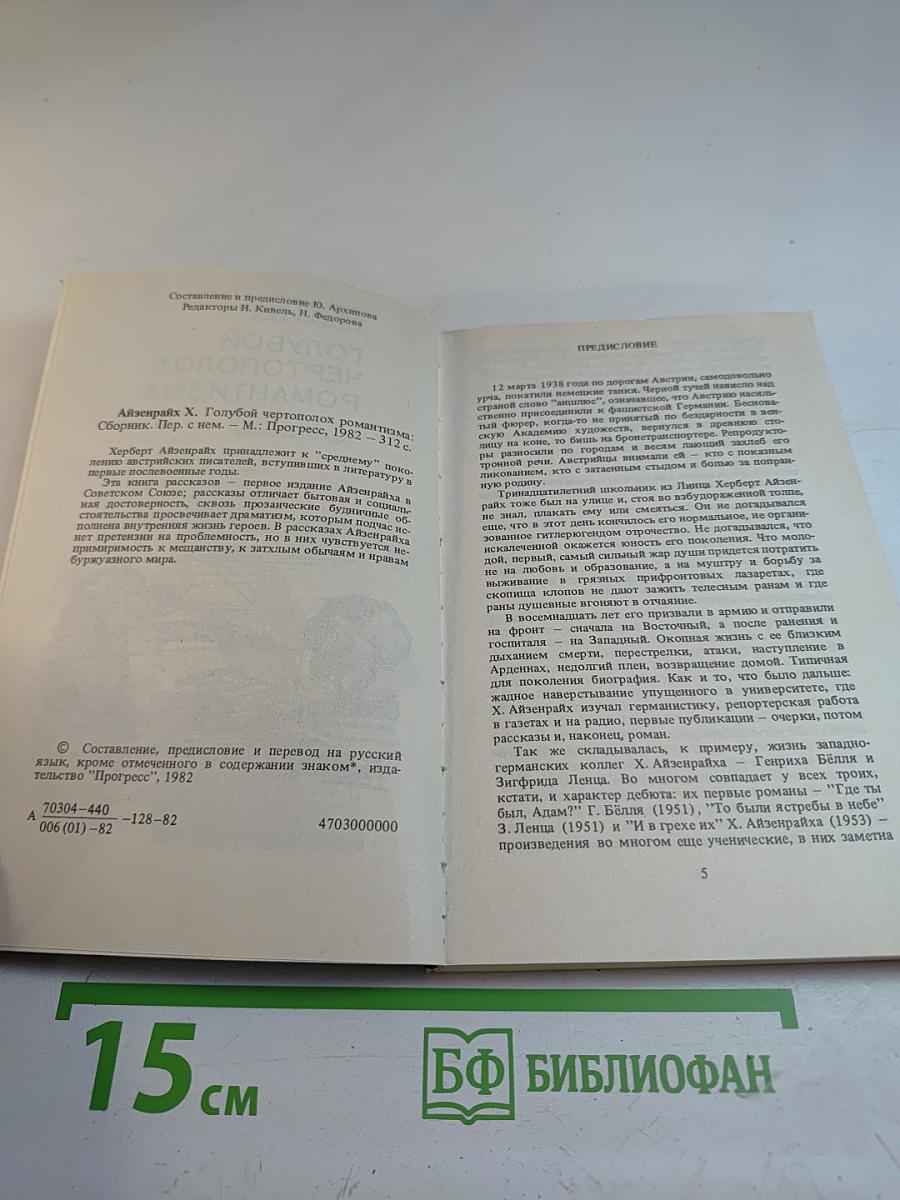 Составление и предисловие Ю. Архипова
Редакторы И. Кивель, Н. Федорова
Айзенрайх Х. Голубой чертополох романтизма:
Сборник. Пер. с нем. — М.: Прогресс, 1982 — 312 с.
Херберт Айзенрайх принадлежит к "среднему" поко-
лению австрийских писателей, вступивших в литературу в
первые послевоенные годы.
Эта книга рассказов — первое издание Айзенрайха в
Советском Союзе; рассказы отличает бытовая и социаль-
ная достоверность, сквозь прозаические будничные об-
стоятельства просвечивает драматизм, которым подчас ис-
полнена внутренняя жизнь героев. В рассказах Айзенрайха
нет претензии на проблемность, но в них чувствуется не-
примиримость к мещанству, к затхлым обычаям и нравам
буржуазного мира.
© Составление, предисловие и перевод на русский
язык, кроме отмеченного в содержании знаком*, изда-
тельство "Прогресс", 1982
А 70304—440
006 (01) —82 —128—82
4703000000
ПРЕДИСЛОВИЕ
12 марта 1938 года по дорогам Австрии, самодовольно
урча, покатили немецкие танки. Черной тучей нависло над
страной слово "аншлюс", означавшее, что Австрию насиль-
ственно присоединили к фашистской Германии. Бесново-
тый фюрер, когда-то не принятый по бездарности в вен-
скую Академию художеств, вернулся в древнюю сто-
лицу на коне, то бишь на бронетранспортере. Репродукто-
ры разносили по городам и весям лающий захлеб его
тронной речи. Австрийцы внимали ей — кто с показным
ликованием, кто с затаенным стыдом и болью за поправ-
ную родину.
Тринадцатилетний школьник из Линца Херберт Айзен-
райх тоже был на улице и, стоя во взбудораженной толпе,
не знал, плакать ему или смеяться. Он не догадывался
еще, что в этот день кончилось его нормальное, не органи-
зованное гитлерюгендом отрочество. Не догадывался, что
искалеченной окажется юность его поколения. Что моло-
дой, первый, самый сильный жар души придется потратить
не на любовь и образование, а на муштру и борьбу за
выживание в грязных прифронтовых лазаретах, где
скопища клопов не дают зажить телесным ранам и где
раны душевные вгоняют в отчаяние.
В восемнадцать лет его призвали в армию и отправили
на фронт — сначала на Восточный, а после ранения и
госпиталя — на Западный. Окопная жизнь с ее близким
дыханием смерти, перестрелки, атаки, наступление в
Арденнах, недолгий плен, возвращение домой. Типичная
для поколения биография. Как и то, что было дальше:
жадное наверстывание упущенного в университете, где
Х. Айзенрайх изучал германистику, репортерская работа
в газетах и на радио, первые публикации — очерки, потом
рассказы и, наконец, роман.
Так же складывалась, к примеру, жизнь западно-
германских коллег Х. Айзенрайха — Генриха Бёлля и
Зигфрида Ленца. Во многом совпадает у всех троих,
кстати, и характер дебюта: их первые романы — "Где ты
был, Адам?" Г. Бёлля (1951), "То были ястребы в небе"
З. Ленца (1951) и "И в грехе их" Х. Айзенрайха (1953) —
произведения во многом еще ученические, в них заметна
5
15 см
БФ БИБЛИОФАН